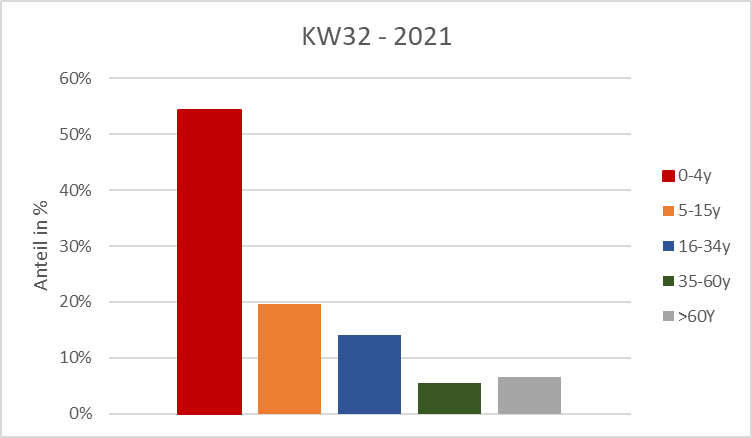 KW32 - 2021
Anteil in %
60%
50%
40%
30%
20%
10%
0%
0-4y
5-15y
16-34y
35-60y
>60Y